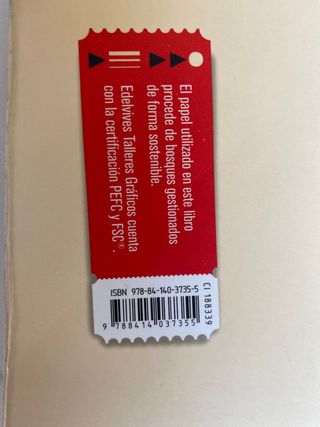 El papel utilizado en este libro
procede de bosques gestionados
de forma sostenible.
Edelvives Talleres Gráficos cuenta
con la certificación PEFC y FSC®.
ISBN 978-84-140-3735-5
9 788414 037355
CI 188339